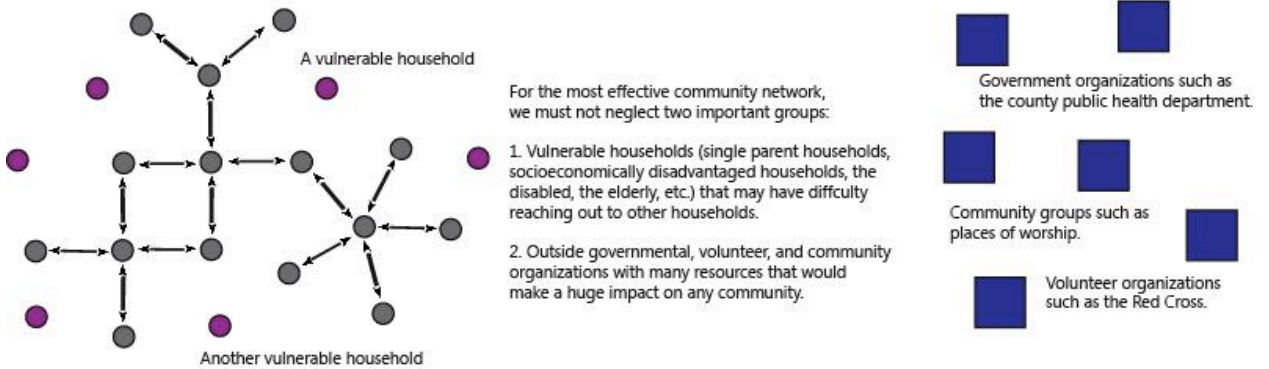 A vulnerable household
For the most effective community network,
we must not neglect two important groups:
1. Vulnerable households (single parent households,
socioeconomically disadvantaged households, the
disabled, the elderly, etc.) that may have diffculty
reaching out to other households.
2. Outside governmental, volunteer, and community
organizations with many resources that would
make a huge impact on any community.
Another vulnerable household
Government organizations such as
the county public health department.
Community groups such as
places of worship.
Volunteer organizations
such as the Red Cross.